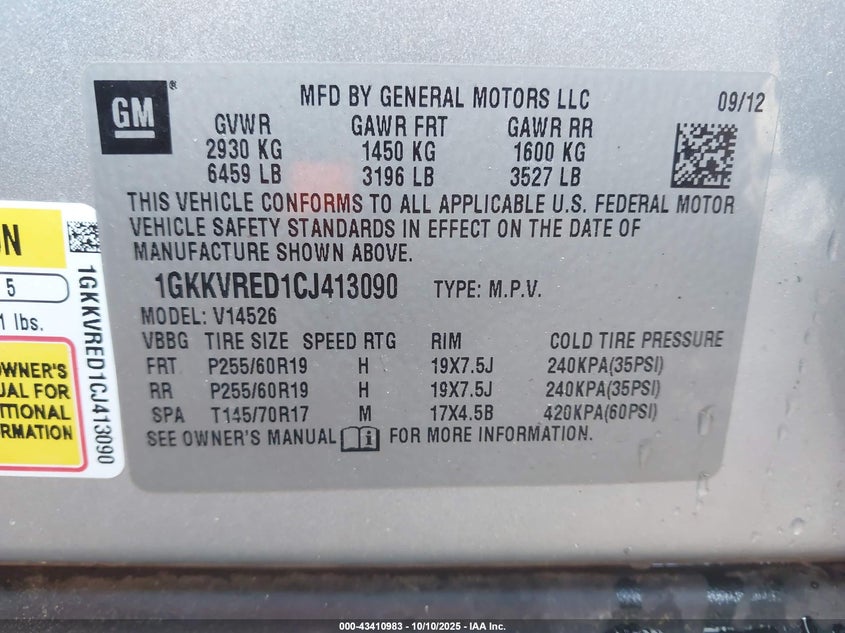 GM®
MFD BY GENERAL MOTORS LLC 09/12
GVWR GAWR FRT GAWR RR
2930 KG 1450 KG 1600 KG
6459 LB 3196 LB 3527 LB
THIS VEHICLE CONFORMS TO ALL APPLICABLE U.S. FEDERAL MOTOR
VEHICLE SAFETY STANDARDS IN EFFECT ON THE DATE OF
MANUFACTURE SHOWN ABOVE.
1GKKVRED1CJ413090 TYPE: M.P.V.
MODEL: V14526
VBBG TIRE SIZE SPEED RTG RIM COLD TIRE PRESSURE
FRT P255/60R19 H 19X7.5J 240KPA(35PSI)
RR P255/60R19 H 19X7.5J 240KPA(35PSI)
SPA T145/70R17 M 17X4.5B 420KPA(60PSI)
SEE OWNER'S MANUAL FOR MORE INFORMATION.
5
lbs.
OWNER'S
FOR
1GKKVRED1CJ413090
000-43410983 - 10/10/2025 - IAA Inc.